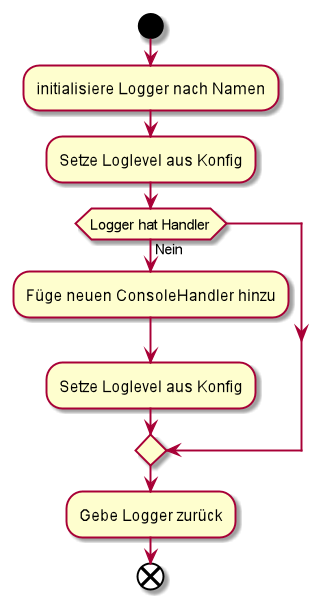 initialisiere Logger nach Namen
Setze Loglevel aus Konfig
Logger hat Handler
Nein
Füge neuen ConsoleHandler hinzu
Setze Loglevel aus Konfig
Gebe Logger zurück